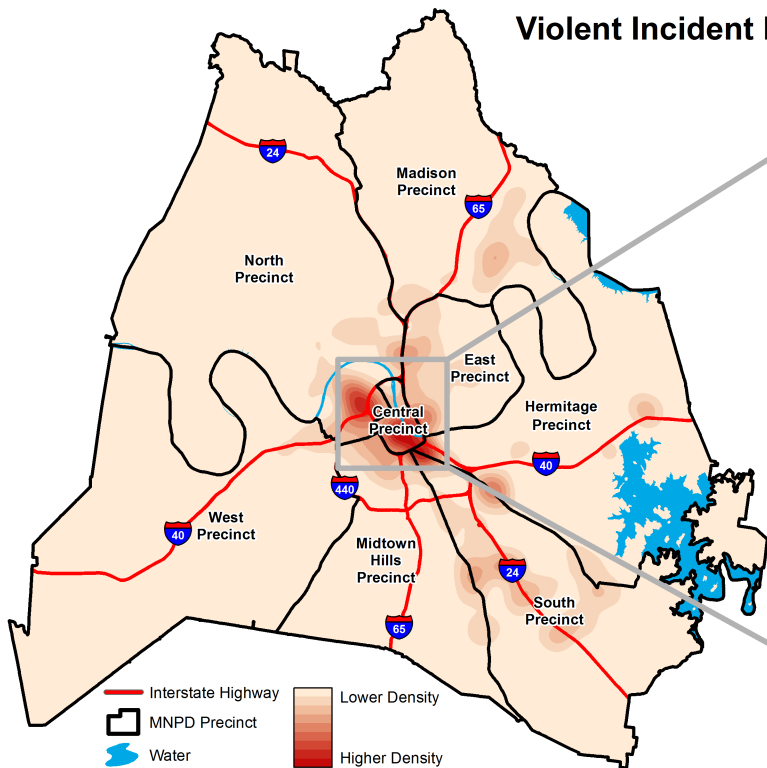 Violent Incident
24
Madison
Precinct
65
North
Precinct
East
Precinct
Central
Precinct
Hermitage
Precinct
40
440
40
West
Precinct
Midtown
Hills
Precinct
24
South
Precinct
65
Interstate Highway
MNPD Precinct
Water
Lower Density
Higher Density